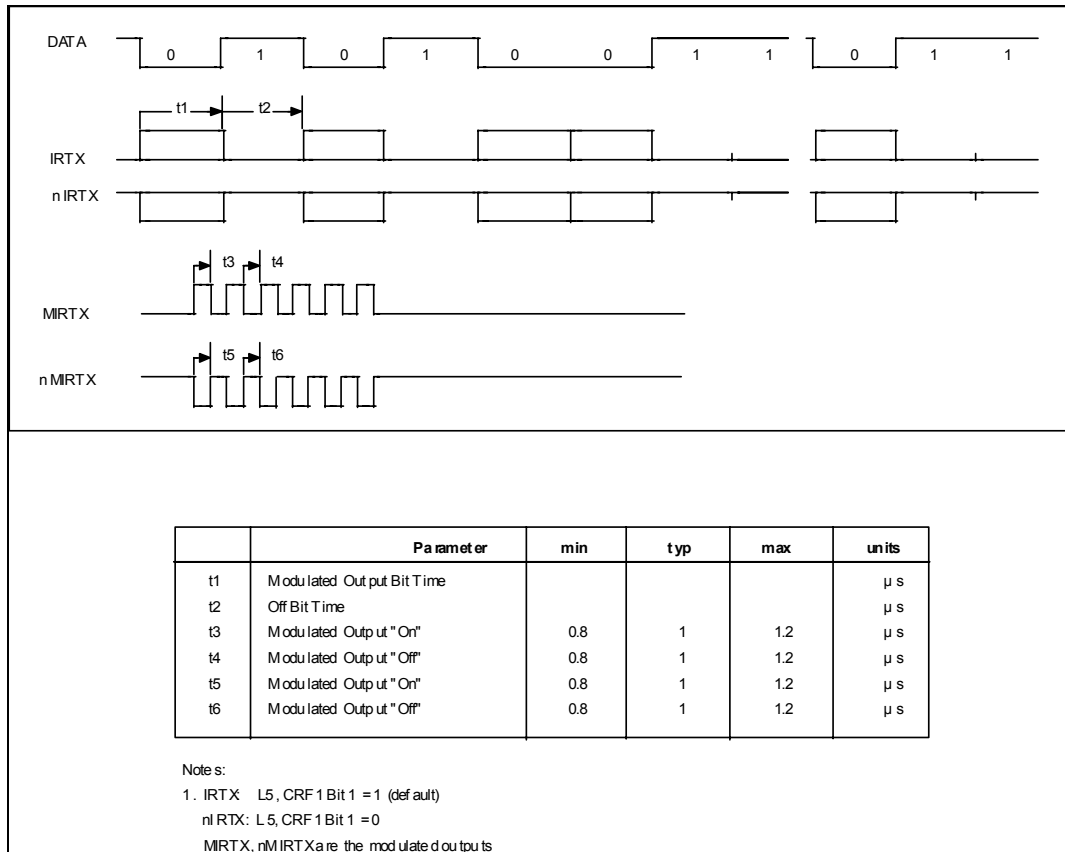 DATA 0 1 0 1 0 0 1 1 0 1 1
t1 t2
IRTX
nIRTX
t3 t4
MIRTX
t5 t6
nMIRTX
Parameter min typ max units
t1 Modulated Output Bit Time µs
t2 Off Bit Time µs
t3 Modulated Output "On" 0.8 1 1.2 µs
t4 Modulated Output "Off" 0.8 1 1.2 µs
t5 Modulated Output "On" 0.8 1 1.2 µs
t6 Modulated Output "Off" 0.8 1 1.2 µs
Notes:
1. IRTX: L5, CRF1 Bit 1 = 1 (default)
nIRTX: L5, CRF1 Bit 1 = 0
MIRTX, nMIRTX are the modulated outputs